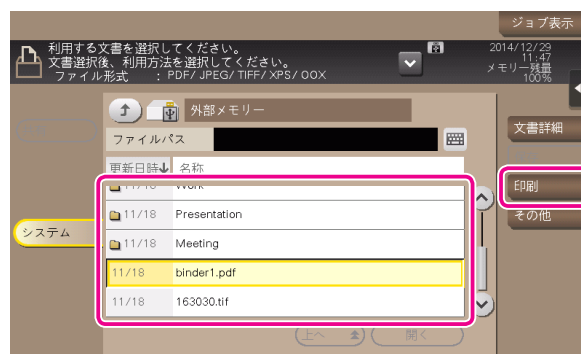 ジョブ表示
利用する文書を選択してください。
文書選択後、利用方法を選択してください。
ファイル形式 : PDF/ JPEG/ TIFF/ XPS/ OOX
2014/12/29
11:47
メモリー残量
100%
外部メモリー
ファイルパス
文書詳細
更新日時 名称
11/18 Work
印刷
11/18 Presentation
その他
システム
11/18 Meeting
11/18 binder1.pdf
11/18 163030.tif
上へ
開く